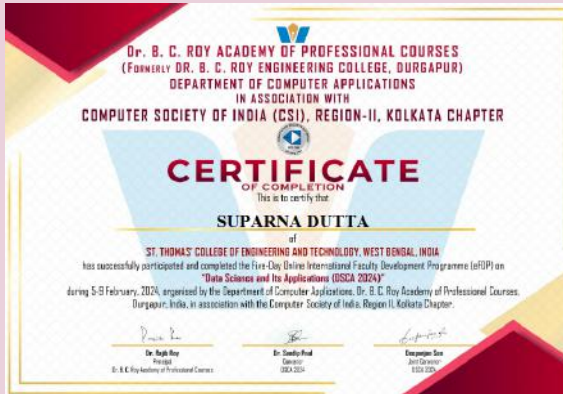 Dr. B. C. ROY ACADEMY OF PROFESSIONAL COURSES
(FORMERLY DR. B. C. ROY ENGINEERING COLLEGE, DURGAPUR)
DEPARTMENT OF COMPUTER APPLICATIONS
IN ASSOCIATION WITH
COMPUTER SOCIETY OF INDIA (CSI), REGION-II, KOLKATA CHAPTER
CERTIFICATE
OF COMPLETION
This is to certify that
SUPARNA DUTTA
of
ST. THOMAS' COLLEGE OF ENGINEERING AND TECHNOLOGY, WEST BENGAL, INDIA
has successfully participated and completed the Five-Day Online International Faculty Development Programme (eFDP) on
"Data Science and Its Applications (DSCA 2024)"
during 5-9 February, 2024, organised by the Department of Computer Applications, Dr. B. C. Roy Academy of Professional Courses,
Durgapur, India, in association with the Computer Society of India, Region II, Kolkata Chapter.
Dr. Rajib Roy
Principal
Dr. B. C. Roy Academy of Professional Courses
Dr. Sandip
Convenor
DSCA 2024
Deepanjan Sen
Joint Convenor
DSCA 2024